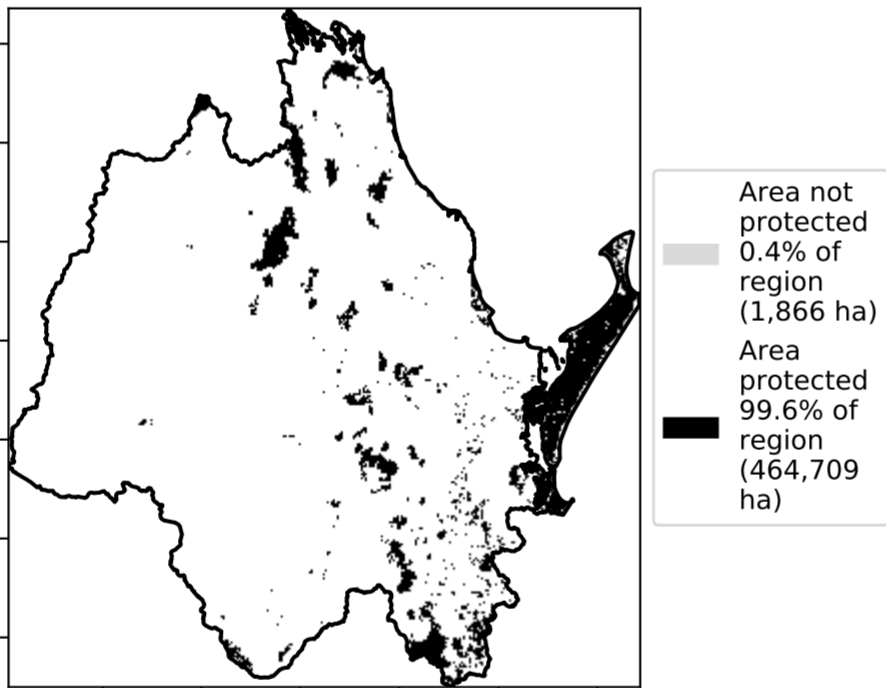 Area not
protected
0.4% of
region
(1,866 ha)
Area
protected
99.6% of
region
(464,709
ha)